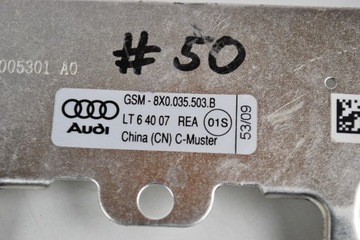 #50
005301 A0
GSM - 8X0.035.503.B
LT 6 40 07 REA 01S
Audi
China (CN) C-Muster
53/09